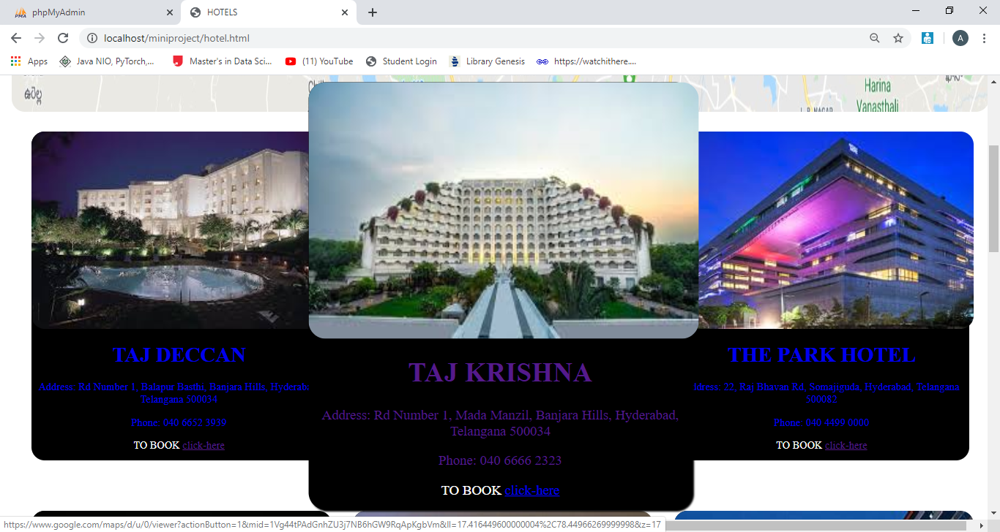 phpMyAdmin
HOTELS
localhost/miniproject/hotel.html
A
Apps
Java NIO, PyTorch,...
Master's in Data Sci...
(11) YouTube
Student Login
Library Genesis
https://watchithere....
Harina
Vanasthali
TAJ DECCAN
Address: Rd Number 1, Balapur Basthi, Banjara Hills, Hyderaba
Telangana 500034
Phone: 040 6652 3939
TO BOOK click-here
TAJ KRISHNA
Address: Rd Number 1, Mada Manzil, Banjara Hills, Hyderabad,
Telangana 500034
Phone: 040 6666 2323
TO BOOK click-here
THE PARK HOTEL
dress: 22, Raj Bhavan Rd, Somajiguda, Hyderabad, Telangana
500082
Phone: 040 4499 0000
TO BOOK click-here
https://www.google.com/maps/d/u/0/viewer?actionButton=1&mid=1Vg44tPAdGnhZU3j7NB6hGW9RqApKgbVm&ll=17.416449600000004%2C78.44966269999998&z=17